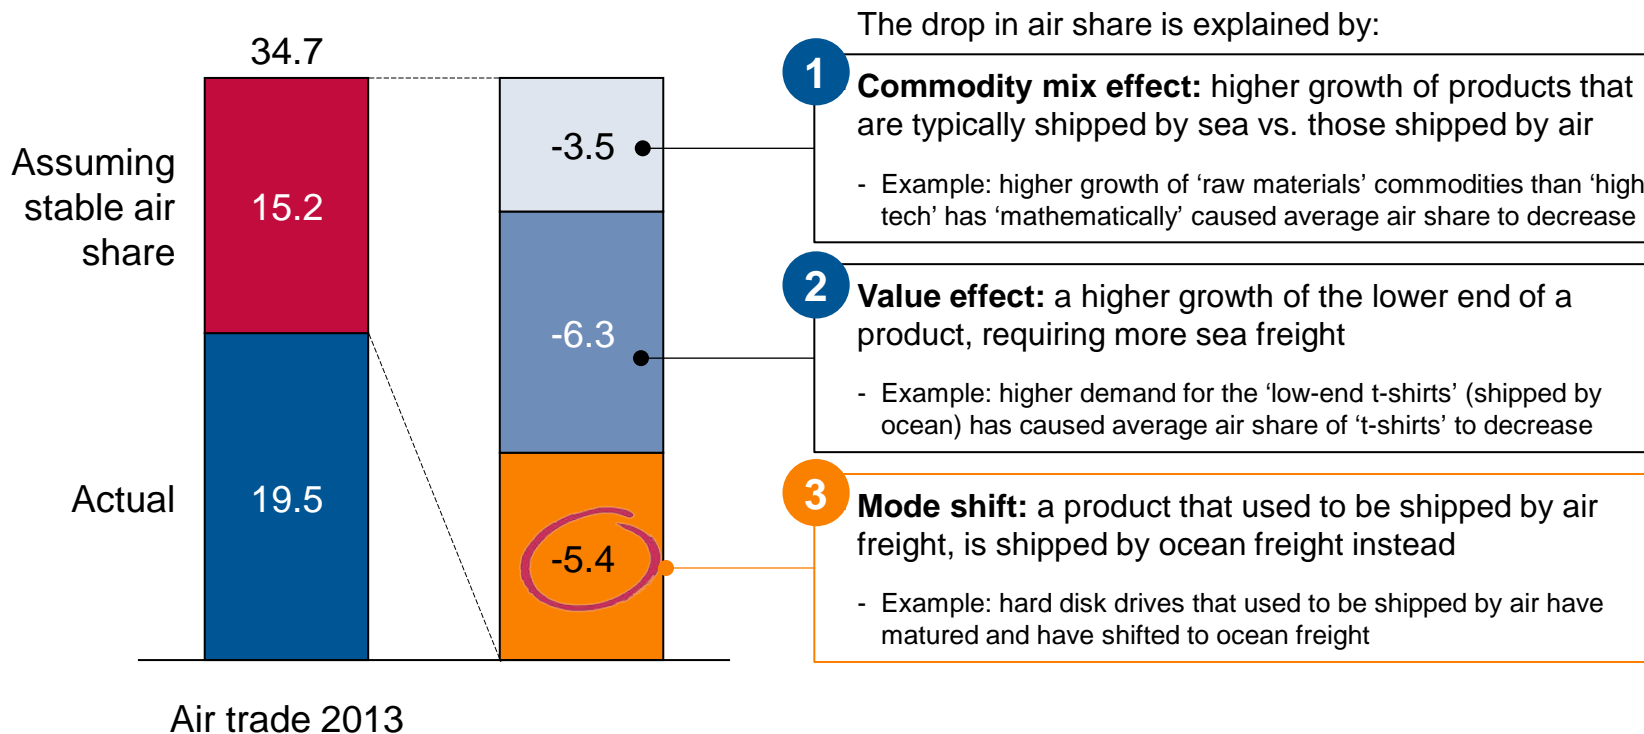 34.7
Assuming
stable air
share
15.2
Actual
19.5
Air trade 2013
-3.5
-6.3
-5.4
The drop in air share is explained by:
1
Commodity mix effect: higher growth of products that
are typically shipped by sea vs. those shipped by air
- Example: higher growth of ‘raw materials’ commodities than ‘high
tech’ has ‘mathematically’ caused average air share to decrease
2
Value effect: a higher growth of the lower end of a
product, requiring more sea freight
- Example: higher demand for the ‘low-end t-shirts’ (shipped by
ocean) has caused average air share of ‘t-shirts’ to decrease
3
Mode shift: a product that used to be shipped by air
freight, is shipped by ocean freight instead
- Example: hard disk drives that used to be shipped by air have
matured and have shifted to ocean freight